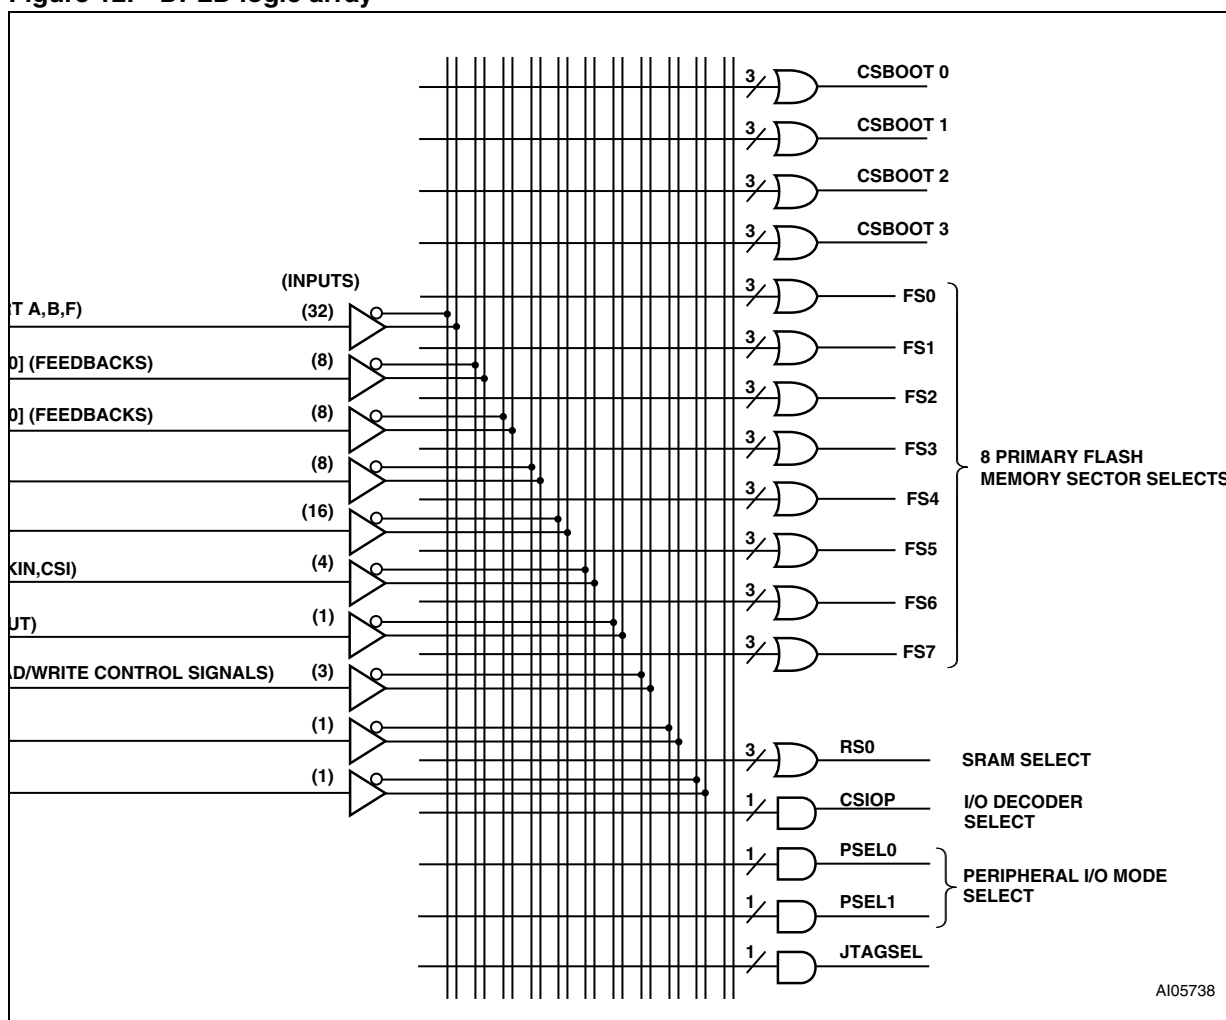 3 CSBOOT 0
3 CSBOOT 1
3 CSBOOT 2
3 CSBOOT 3
(INPUTS)
3 FS0
A,B,F) (32)
3 FS1
0] (FEEDBACKS) (8)
3 FS2
0] (FEEDBACKS) (8)
3 FS3
8 PRIMARY FLASH
MEMORY SECTOR SELECTS
(8)
3 FS4
(16)
3 FS5
KIN,CSI) (4)
3 FS6
UT) (1)
3 FS7
AD/WRITE CONTROL SIGNALS) (3)
(1)
3 RS0 SRAM SELECT
(1)
1 CSIOP I/O DECODER
SELECT
1 PSEL0
PERIPHERAL I/O MODE
SELECT
1 PSEL1
1 JTAGSEL
AI05738